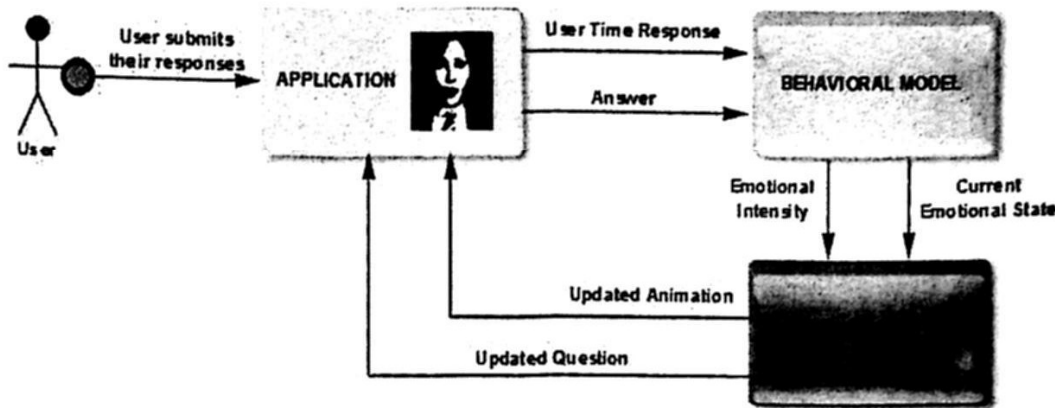 User submits
their responses
User
APPLICATION
User Time Response
Answer
BEHAVIORAL MODEL
Emotional
Intensity
Current
Emotional State
Updated Animation
Updated Question